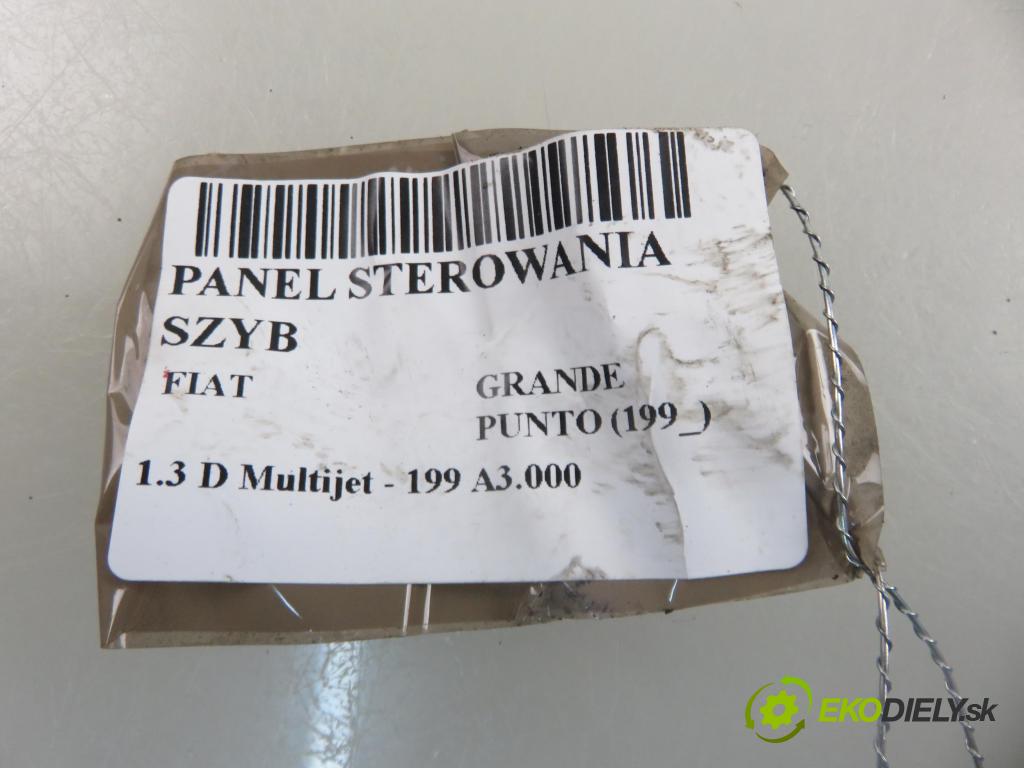 PANEL STEROWANIA
SZYB
FIAT
GRANDE
PUNTO (199_)
1.3 D Multijet - 199 A3.000
EKODIELY.sk